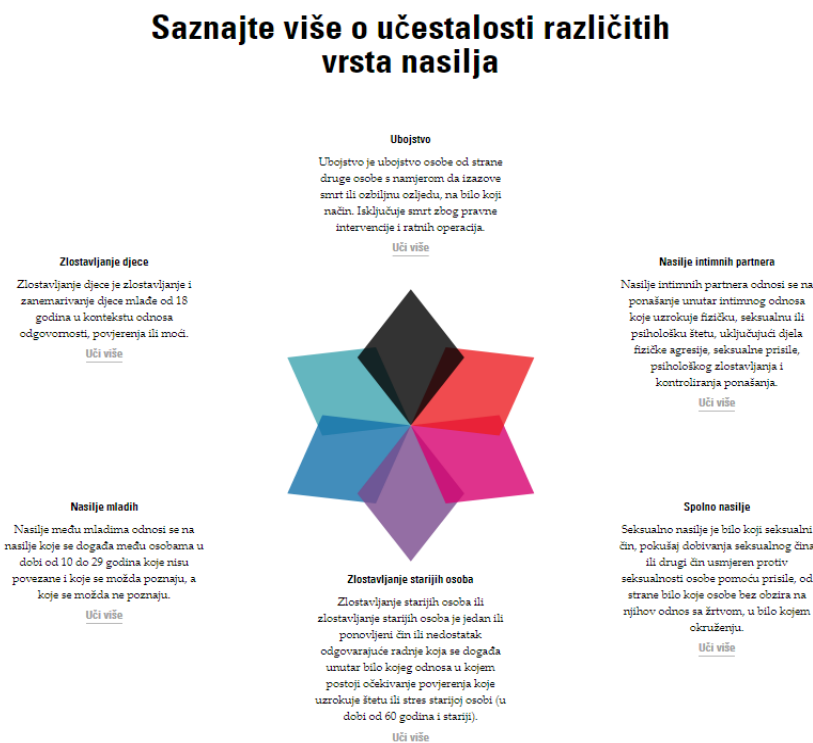 Saznajte više o učestalosti različitih
vrsta nasilja
Ubojstvo
Ubojstvo je ubojstvo osobe od strane
druge osobe s namjerom da izazove
smrt ili ozbiljnu ozljedu, na bilo koji
način. Isključuje smrt zbog pravne
intervencije i ratnih operacija.
Uči više
Zlostavljanje djece
Zlostavljanje djece je zlostavljanje i
zanemarivanje djece mlađe od 18
godina u kontekstu odnosa
odgovornosti, povjerenja ili moći.
Uči više
Nasilje intimnih partnera
Nasilje intimnih partnera odnosi se na
ponašanje unutar intimnog odnosa
koje uzrokuje fizičku, seksualnu ili
psihološku štetu, uključujući djela
fizičke agresije, seksualne prisile,
psihološkog zlostavljanja i
kontroliranja ponašanja.
Uči više
Nasilje mladih
Nasilje među mladima odnosi se na
nasilje koje se događa među osobama u
dobi od 10 do 29 godina koje nisu
povezane i koje se možda poznaju, a
koje se možda ne poznaju.
Uči više
Spolno nasilje
Seksualno nasilje je bilo koji seksualni
čin, pokušaj dobivanja seksualnog čina
ili drugi čin usmjeren protiv
seksualnosti osobe pomoću prisile, od
strane bilo koje osobe bez obzira na
njihov odnos sa žrtvom, u bilo kojem
okruženju.
Uči više
Zlostavljanje starijih osoba
Zlostavljanje starijih osoba ili
zlostavljanje starijih osoba je jedan ili
ponovljeni čin ili nedostatak
odgovarajuće radnje koja se događa
unutar bilo kojeg odnosa u kojem
postoji očekivanje povjerenja koje
uzrokuje štetu ili stres starijoj osobi (u
dobi od 60 godina i stariji).
Uči više